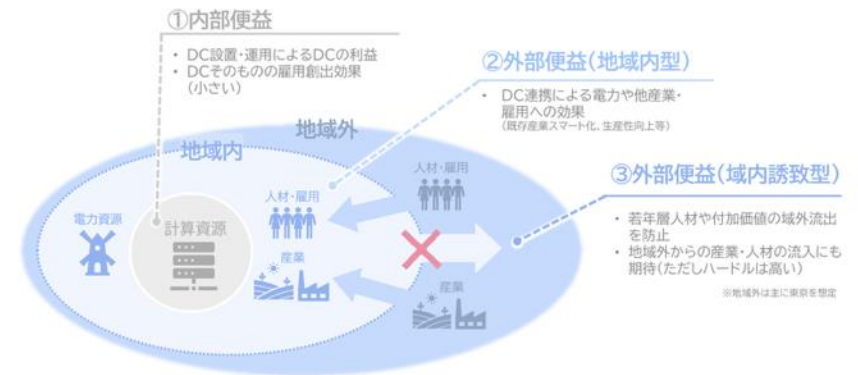 ①内部便益
• DC設置・運用によるDCの利益
• DCそのものの雇用創出効果
(小さい)
②外部便益(地域内型)
• DC連携による電力や他産業・
雇用への効果
(既存産業スマート化、生産性向上等)
地域外
地域内
人材・雇用
人材・雇用
③外部便益(域内誘致型)
電力資源
計算資源
• 若年層人材や付加価値の域外流出
を防止
• 地域外からの産業・人材の流入にも
期待(ただしハードルは高い)
産業
産業
※地域外は主に東京を想定